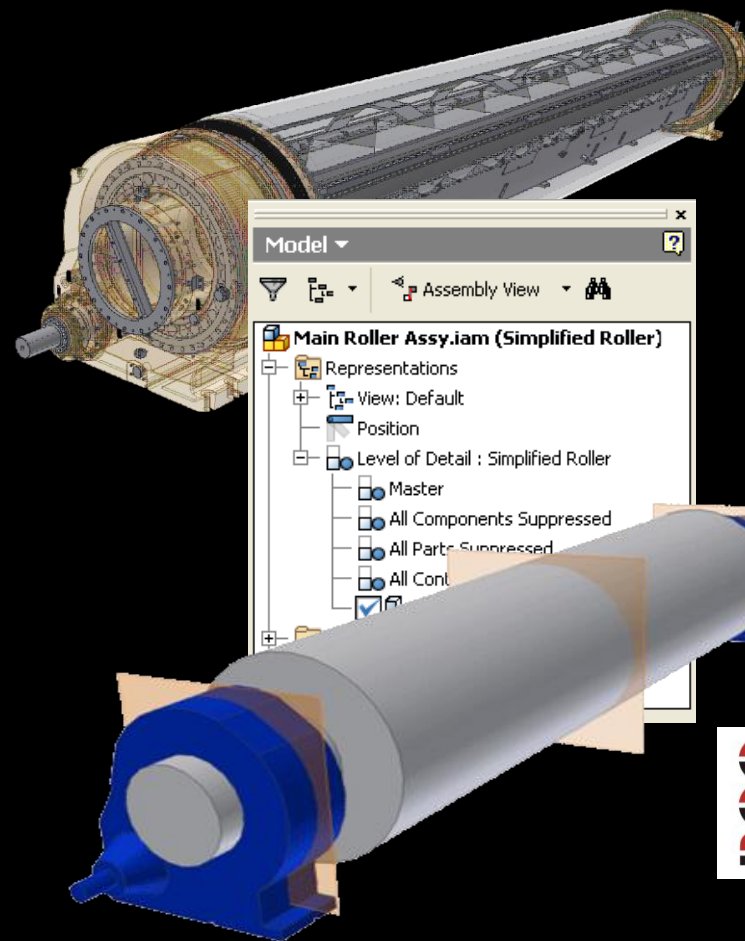 Model
Assembly View
Main Roller Assy.iam (Simplified Roller)
Representations
View: Default
Position
Level of Detail : Simplified Roller
Master
All Components Suppressed
All Parts Suppressed
All